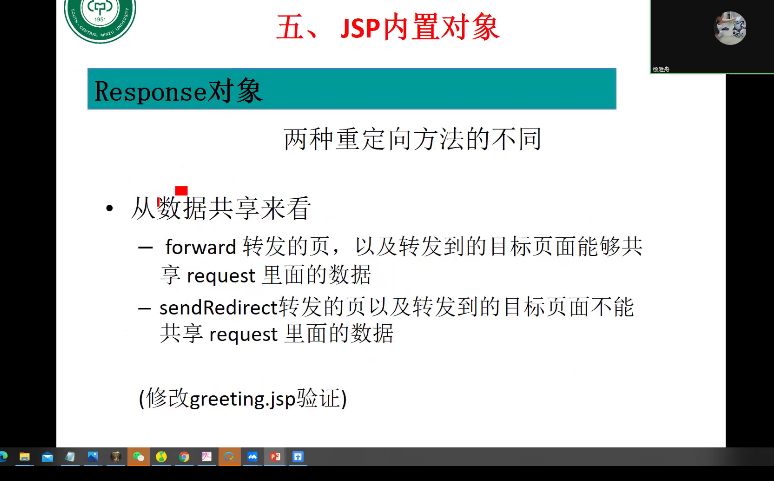 五、JSP内置对象
Response对象
两种重定向方法的不同
• 从数据共享来看
– forward 转发的页，以及转发到的目标页面能够共
享 request 里面的数据
– sendRedirect转发的页以及转发到的目标页面不能
共享 request 里面的数据
(修改greeting.jsp验证)